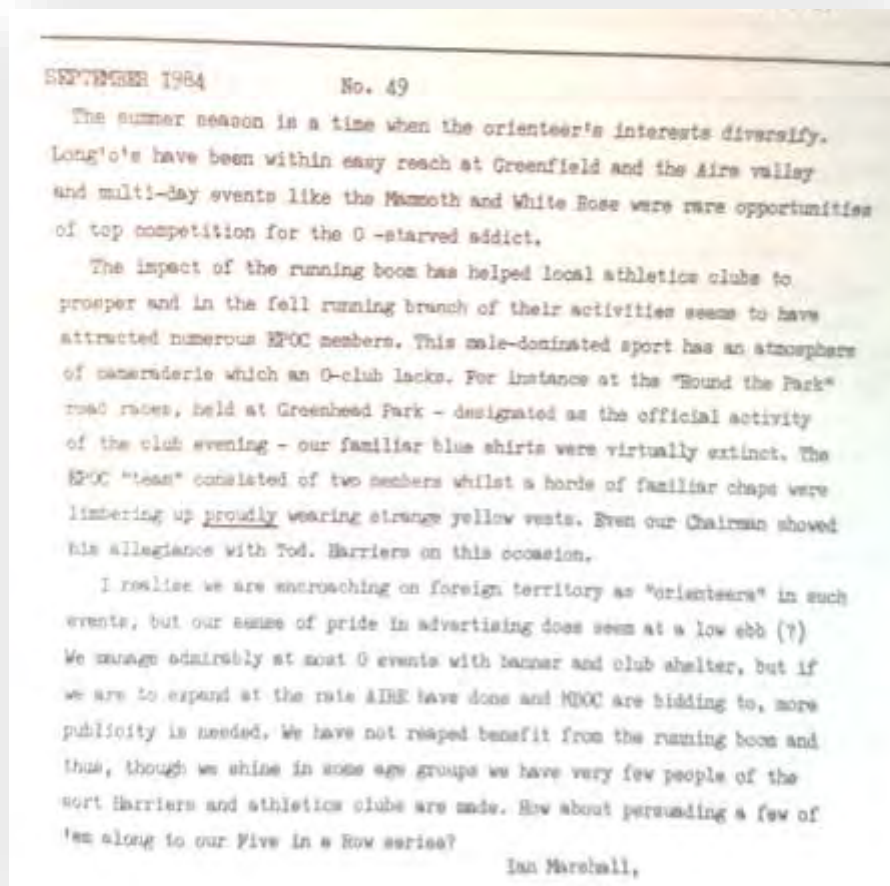 SEPTEMBER 1984 No. 49
The summer season is a time when the orienteer's interests diversify.
Long'o's have been within easy reach at Greenfield and the Aire valley
and multi-day events like the Mammoth and White Rose were rare opportunities
of top competition for the O -starved addict.
The impact of the running boom has helped local athletics clubs to
prosper and in the fell running branch of their activities seems to have
attracted numerous EPOC members. This male-dominated sport has an atmosphere
of cameraderie which an O-club lacks. For instance at the "Round the Park"
road races, held at Greenhead Park - designated as the official activity
of the club evening - our familiar blue shirts were virtually extinct. The
EPOC "team" consisted of two members whilst a horde of familiar chaps were
limbering up proudly wearing strange yellow vests. Even our Chairman showed
his allegiance with Tod. Harriers on this occasion.
I realise we are encroaching on foreign territory as "orienteers" in such
events, but our sense of pride in advertising does seem at a low ebb (?)
We manage admirably at most O events with banner and club shelter, but if
we are to expand at the rate AIRE have done and MDOC are bidding to, more
publicity is needed. We have not reaped benefit from the running boom and
thus, though we shine in some age groups we have very few people of the
sort Harriers and athletics clubs are made. How about persuading a few of
'em along to our Five in a Row series?
Ian Marshall,